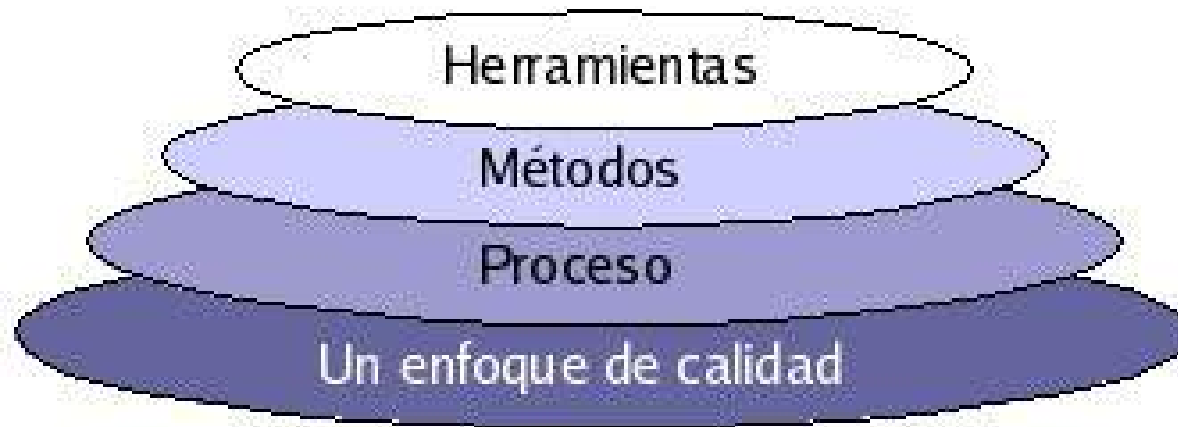 Herramientas
Métodos
Proceso
Un enfoque de calidad